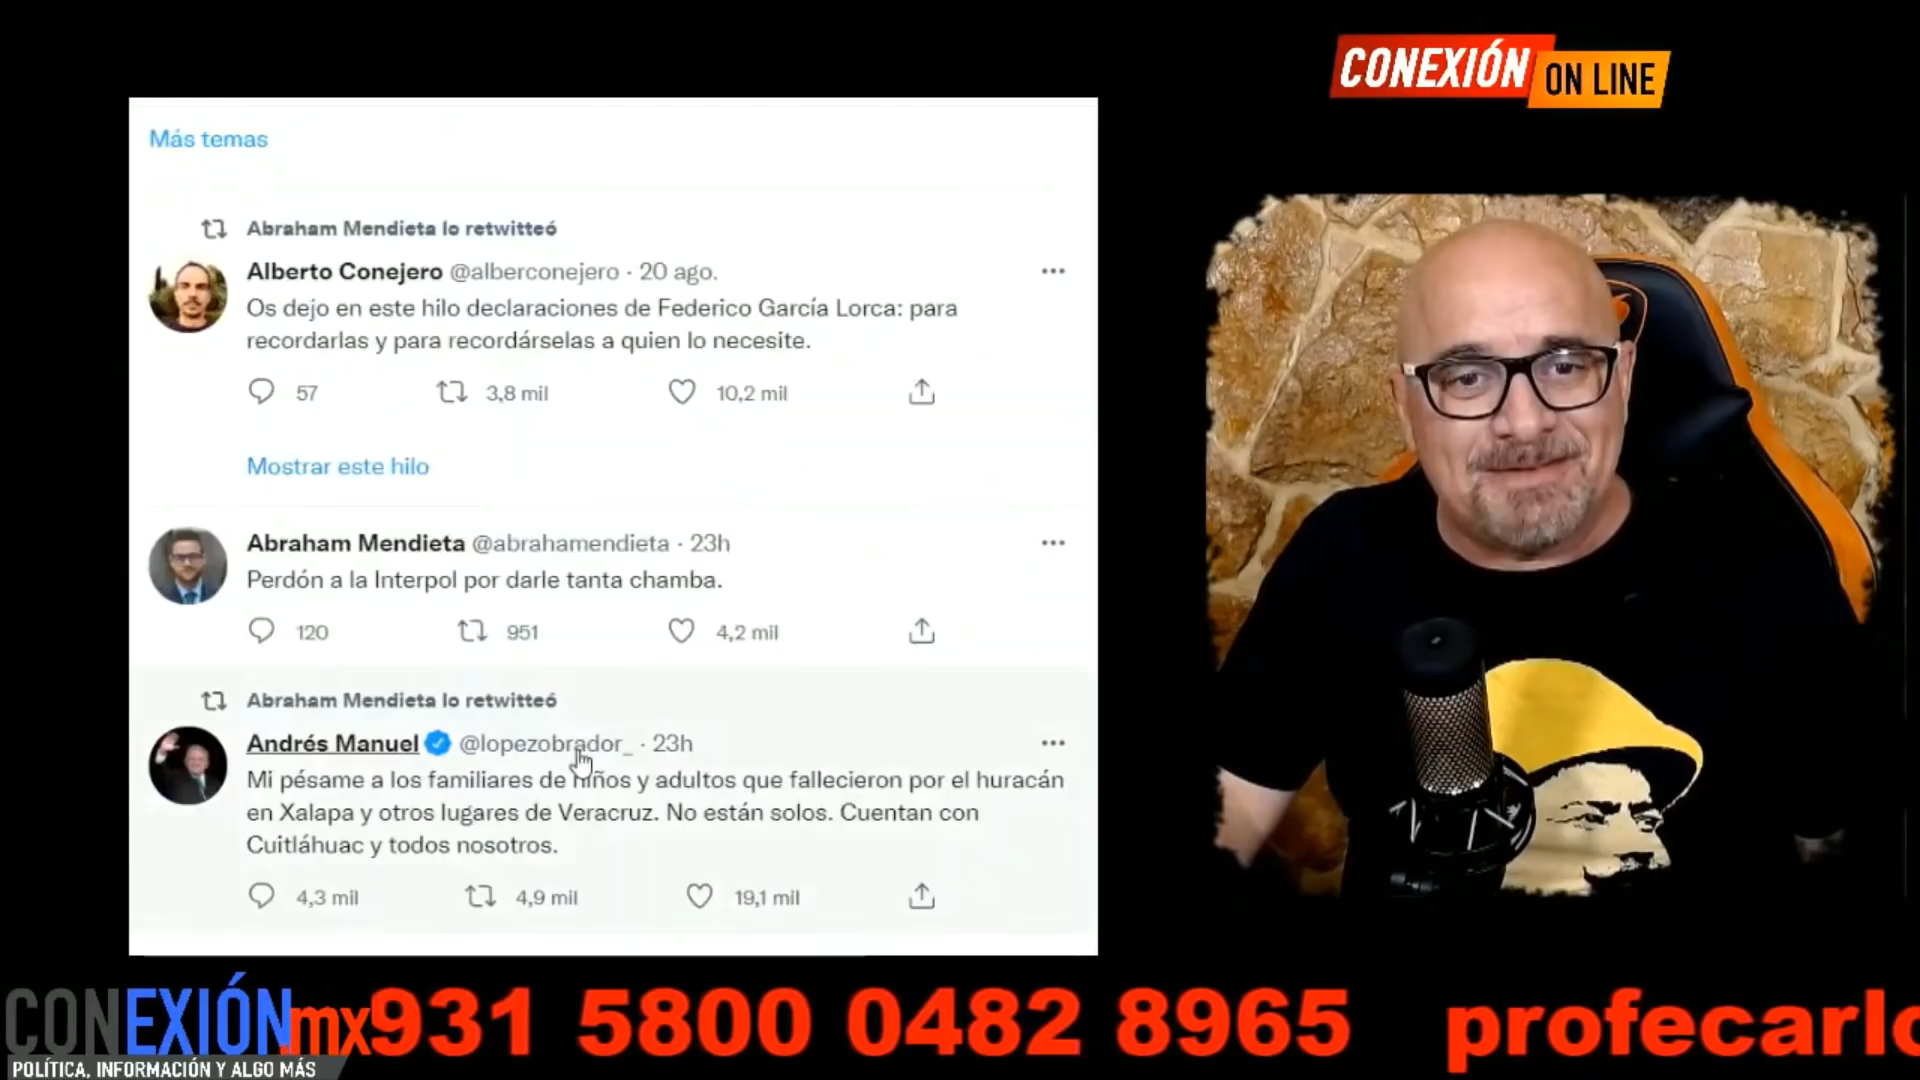 CONEXIÓN
ON LINE
Más temas
Abraham Mendieta lo retwitteó
Alberto Conejero @alberconejero · 20 ago.
Os dejo en este hilo declaraciones de Federico García Lorca: para
recordarlas y para recordárselas a quien lo necesite.
57 3,8 mil 10,2 mil
Mostrar este hilo
Abraham Mendieta @abrahamendieta · 23h
Perdón a la Interpol por darle tanta chamba.
120 951 4,2 mil
Abraham Mendieta lo retwitteó
Andrés Manuel @lopezobrador_ · 23h
Mi pésame a los familiares de niños y adultos que fallecieron por el huracán
en Xalapa y otros lugares de Veracruz. No están solos. Cuentan con
Cuitláhuac y todos nosotros.
4,3 mil 4,9 mil 19,1 mil
CONEXIÓN.mx
931 5800 0482 8965 profecarlo
POLÍTICA, INFORMACIÓN Y ALGO MÁS